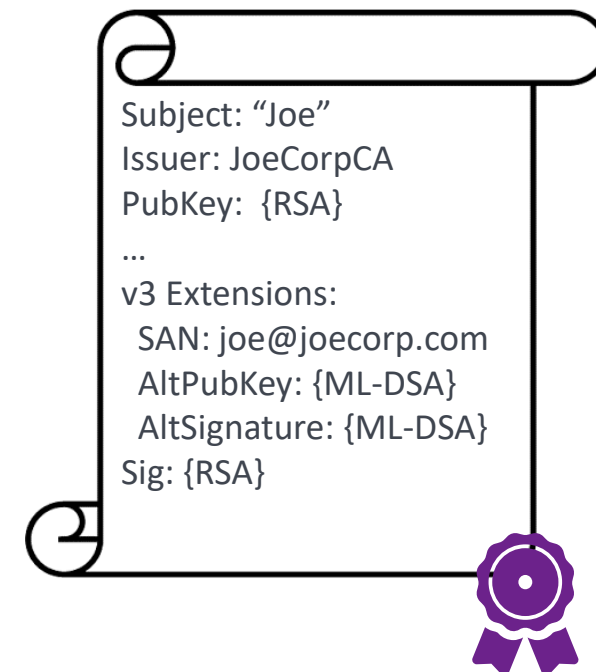 Subject: “Joe”
Issuer: JoeCorpCA
PubKey:  {RSA}
…
v3 Extensions:
SAN: joe@joecorp.com
AltPubKey: {ML-DSA}
AltSignature: {ML-DSA}
Sig: {RSA}